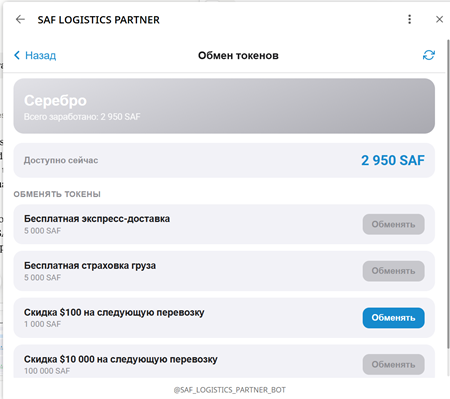 SAF LOGISTICS PARTNER
Назад
Обмен токенов
Серебро
Всего заработано: 2 950 SAF
Доступно сейчас
2 950 SAF
ОБМЕНЯТЬ ТОКЕНЫ
Бесплатная экспресс-доставка
5 000 SAF
Обменять
Бесплатная страховка груза
5 000 SAF
Обменять
Скидка $100 на следующую перевозку
1 000 SAF
Обменять
Скидка $10 000 на следующую перевозку
100 000 SAF
Обменять
@SAF_LOGISTICS_PARTNER_BOT